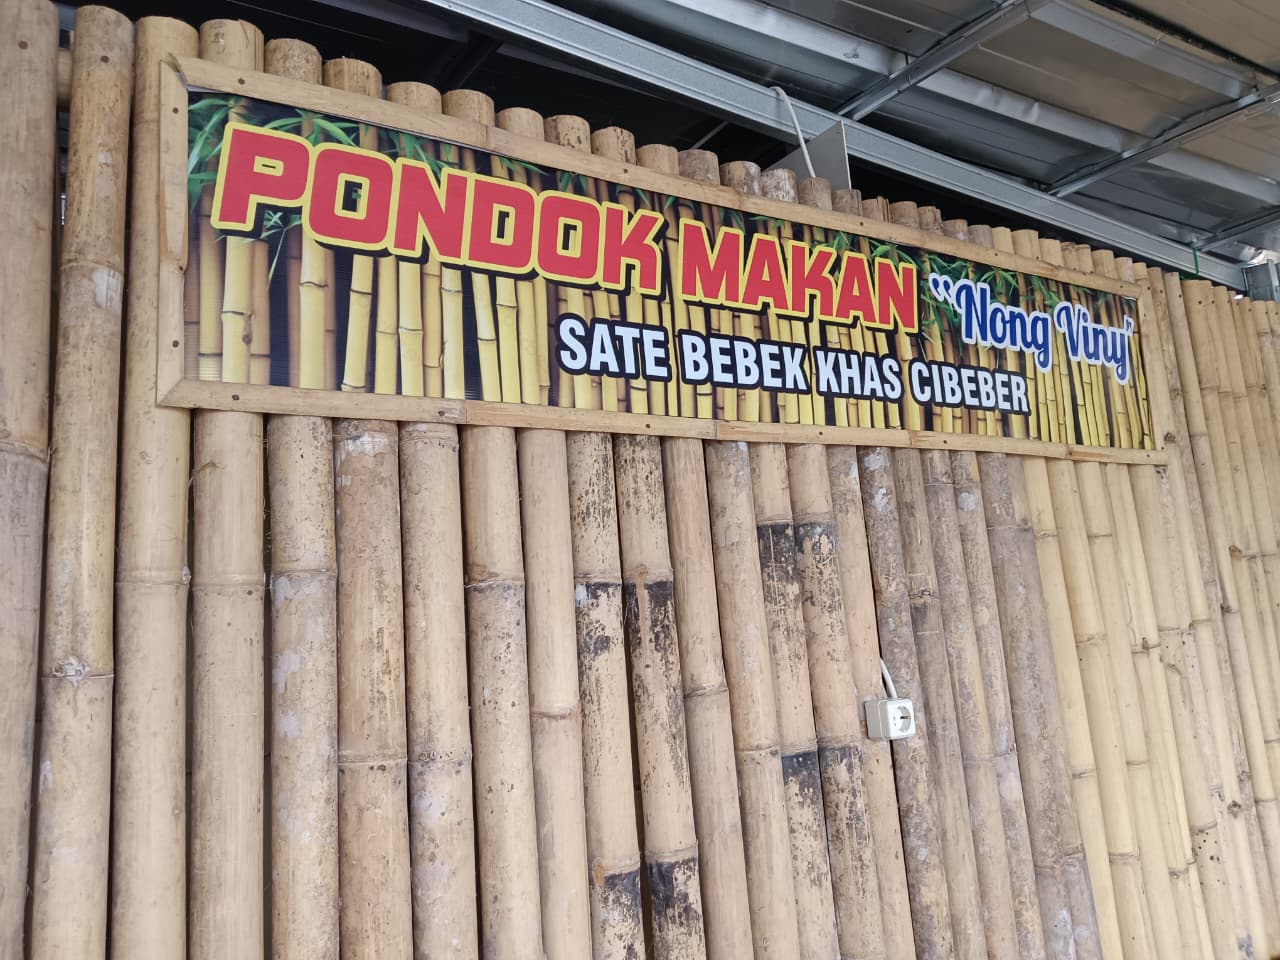 PONDOK MAKAN "Nong Viny"
SATE BEBEK KHAS CIBEBER